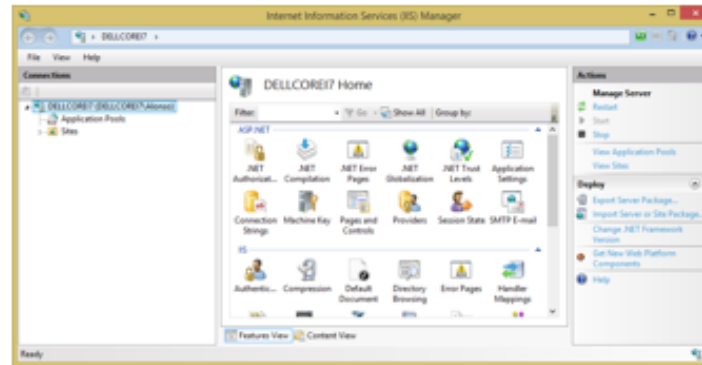 Internet Information Services (IIS) Manager
DELLCOREI7
File View Help
Connections
DELLCOREI7 (DELLCOREI7\Alonso)
Application Pools
Sites
DELLCOREI7 Home
Filter: Go Show All Group by:
ASP.NET
.NET Authorizat...
.NET Compilation
.NET Error Pages
.NET Globalization
.NET Trust Levels
Application Settings
Connection Strings
Machine Key
Pages and Controls
Providers
Session State
SMTP E-mail
IIS
Authentic...
Compression
Default Document
Directory Browsing
Error Pages
Handler Mappings
Features View Content View
Actions
Manage Server
Restart
Start
Stop
View Application Pools
View Sites
Deploy
Export Server Package...
Import Server or Site Package...
Change .NET Framework
Version
Get New Web Platform
Components
Help
Ready